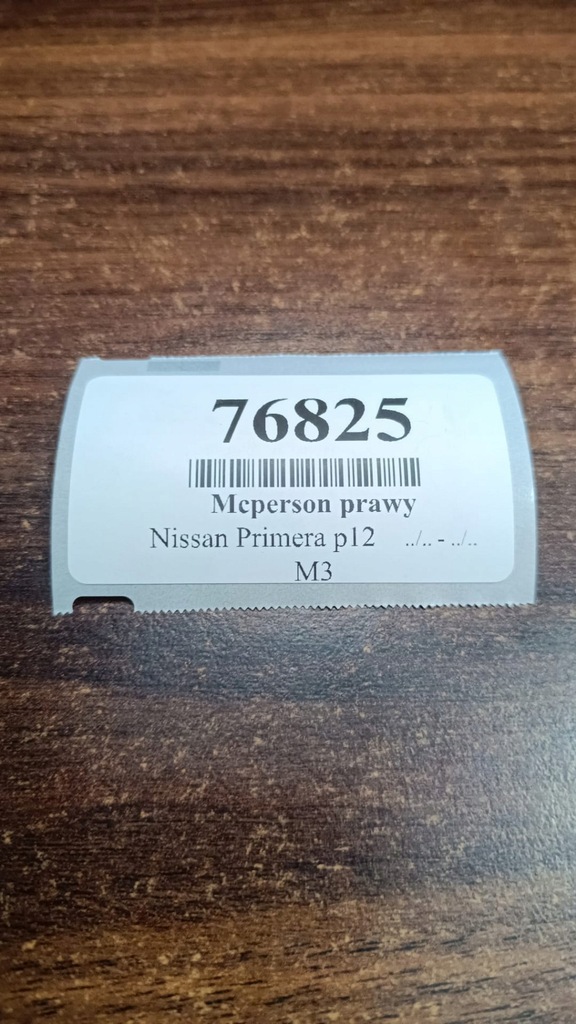 76825
Mcperson prawy
Nissan Primera p12 ../.. - ../..
M3